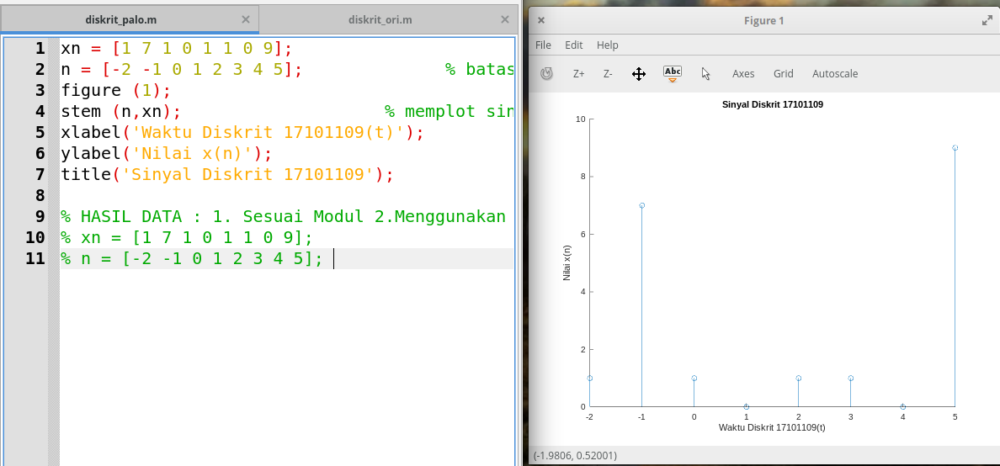 diskrit_palo.m
diskrit_ori.m
1 xn = [1 7 1 0 1 1 0 9];
2 n = [-2 -1 0 1 2 3 4 5]; % batas
3 figure (1);
4 stem (n,xn); % memplot sin
5 xlabel('Waktu Diskrit 17101109(t)');
6 ylabel('Nilai x(n)');
7 title('Sinyal Diskrit 17101109');
8
9 % HASIL DATA : 1. Sesuai Modul 2.Menggunakan
10 % xn = [1 7 1 0 1 1 0 9];
11 % n = [-2 -1 0 1 2 3 4 5];
Figure 1
File Edit Help
Z+ Z- Abc Axes Grid Autoscale
Sinyal Diskrit 17101109
10
8
6
4
2
0
Nilai x(n)
-2 -1 0 1 2 3 4 5
Waktu Diskrit 17101109(t)
(-1.9806, 0.52001)